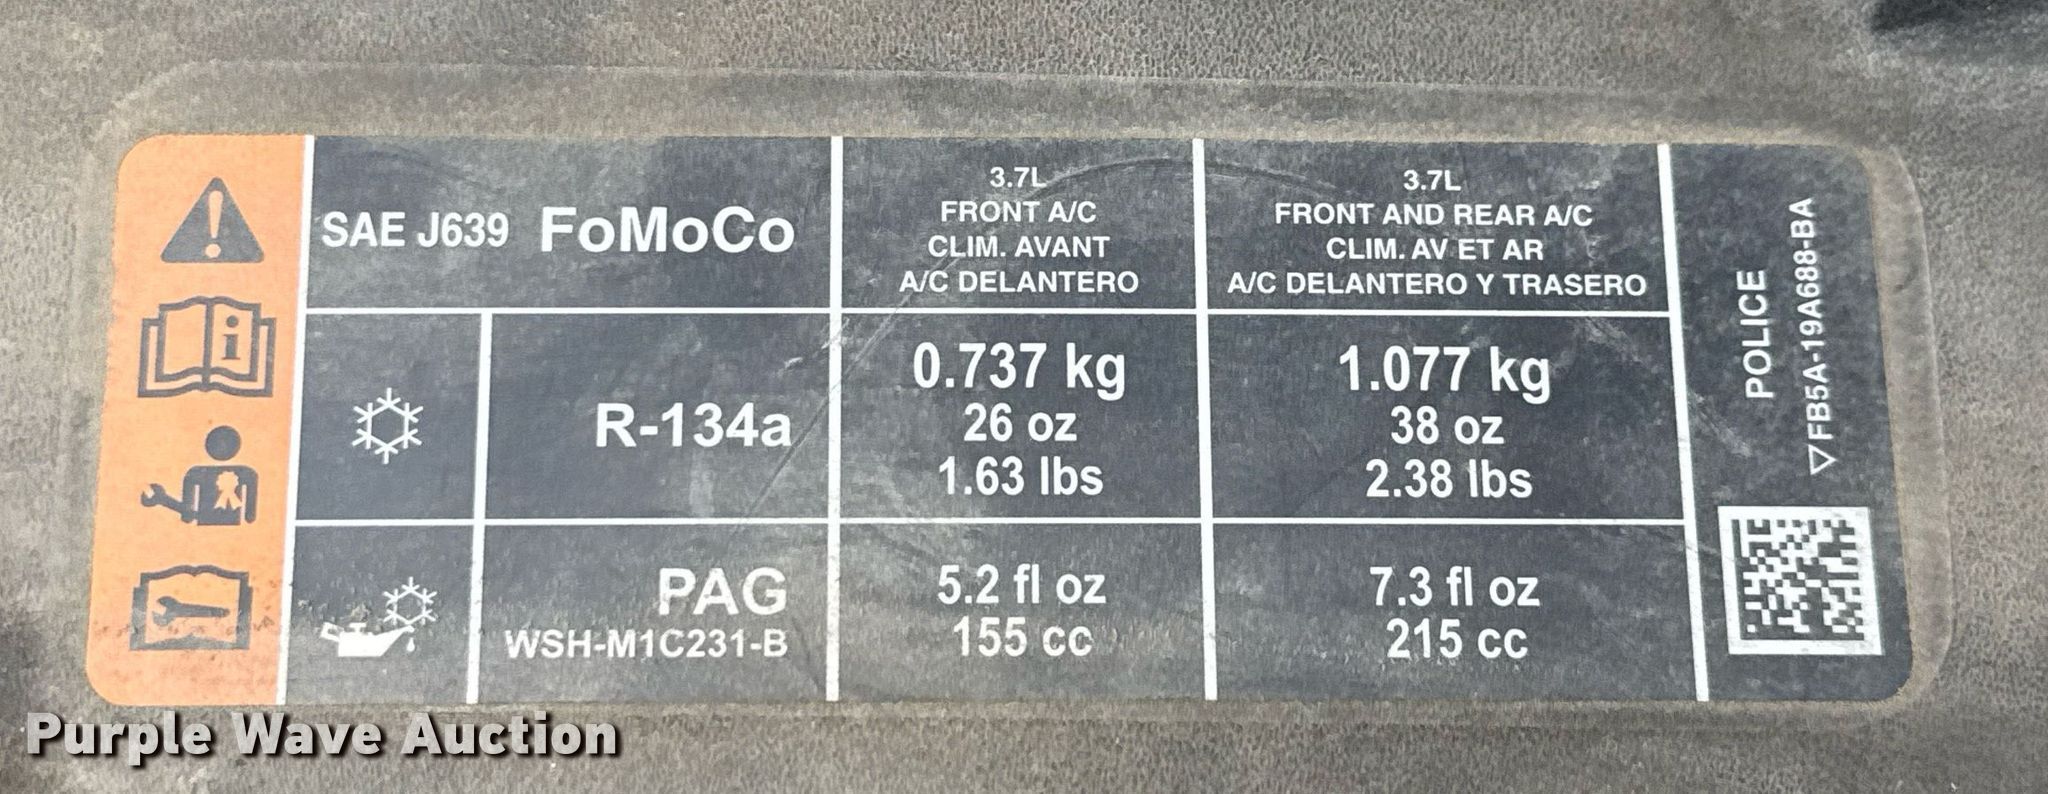 SAE J639 FoMoCo
3.7L
FRONT A/C
CLIM. AVANT
A/C DELANTERO
3.7L
FRONT AND REAR A/C
CLIM. AV ET AR
A/C DELANTERO Y TRASERO
R-134a
0.737 kg
26 oz
1.63 lbs
1.077 kg
38 oz
2.38 lbs
PAG
WSH-M1C231-B
5.2 fl oz
155 cc
7.3 fl oz
215 cc
POLICE
FB5A-19A688-BA
Purple Wave Auction